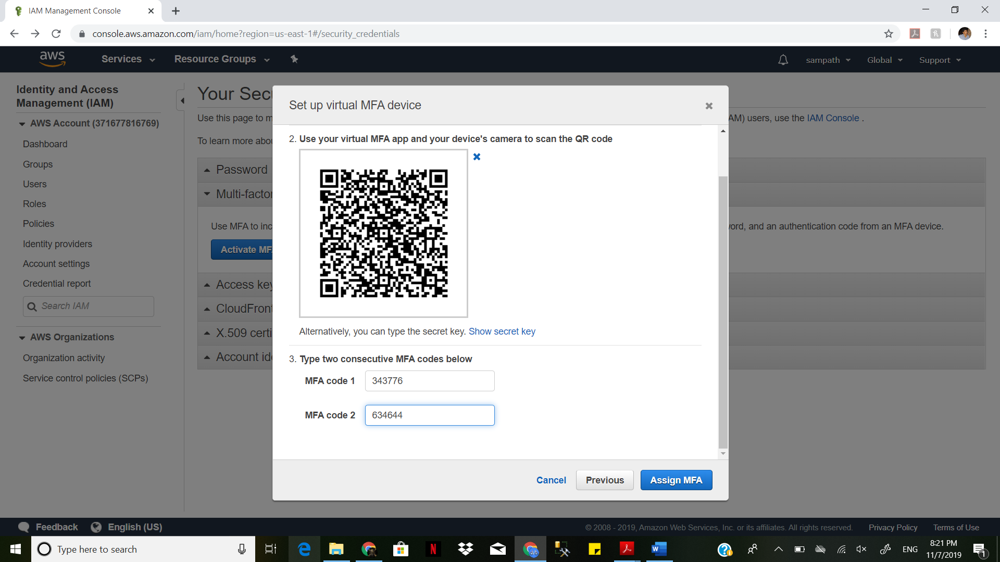 IAM Management Console
console.aws.amazon.com/iam/home?region=us-east-1#/security_credentials
aws
Services
Resource Groups
sampath
Global
Support
Identity and Access
Management (IAM)
AWS Account (371677816769)
Dashboard
Groups
Users
Roles
Policies
Identity providers
Account settings
Credential report
Search IAM
AWS Organizations
Organization activity
Service control policies (SCPs)
Your Sec
Use this page to m
AM) users, use the IAM Console .
To learn more abou
Password
Multi-factor
Use MFA to inc
word, and an authentication code from an MFA device.
Activate MF
Access key
CloudFront
X.509 certi
Account ide
Set up virtual MFA device
2. Use your virtual MFA app and your device's camera to scan the QR code
Alternatively, you can type the secret key. Show secret key
3. Type two consecutive MFA codes below
MFA code 1 343776
MFA code 2 634644
Cancel
Previous
Assign MFA
Feedback
English (US)
© 2008 - 2019, Amazon Web Services, Inc. or its affiliates. All rights reserved.
Privacy Policy
Terms of Use
Type here to search
ENG
8:21 PM
11/7/2019
1